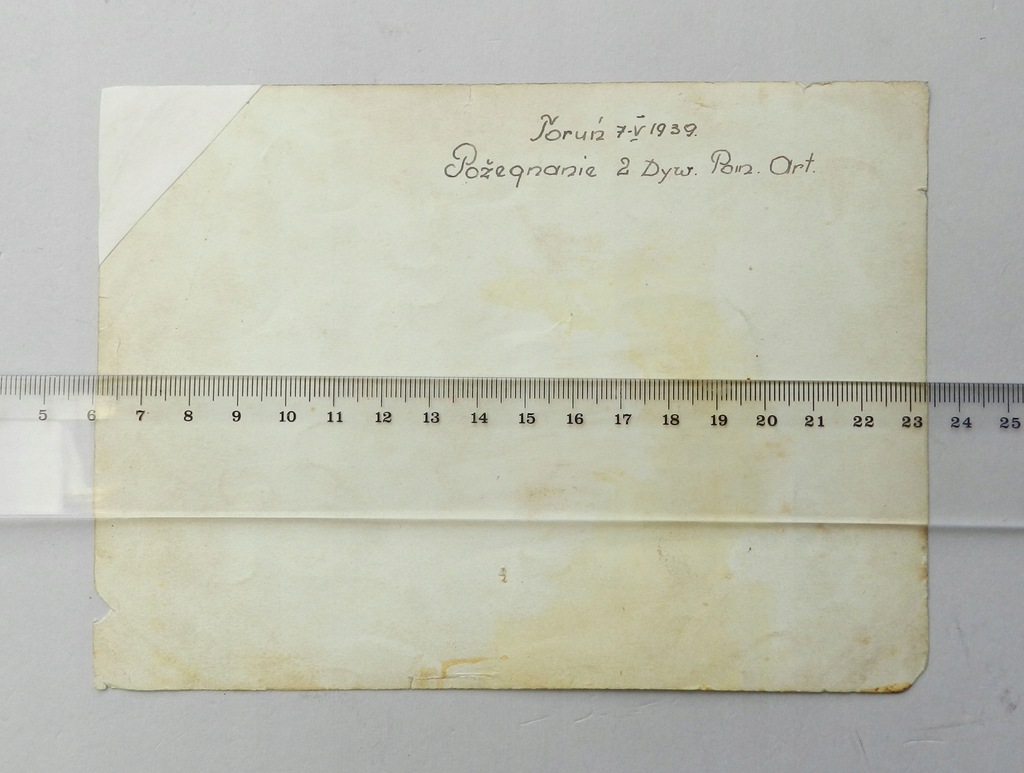 Toruń 7-V 1939.
Pożegnanie 2 Dyw. Pom. Art.
5 6 7 8 9 10 11 12 13 14 15 16 17 18 19 20 21 22 23 24 25